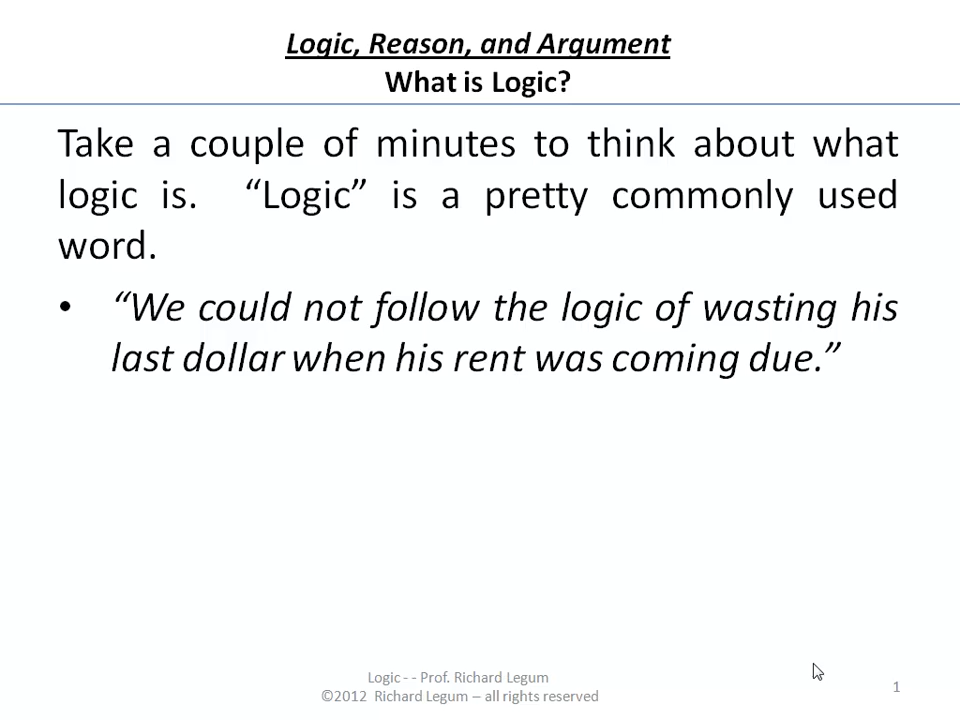 Logic, Reason, and Argument
What is Logic?
Take a couple of minutes to think about what
logic is. “Logic” is a pretty commonly used
word.
• “We could not follow the logic of wasting his
last dollar when his rent was coming due.”
Logic - - Prof. Richard Legum
©2012 Richard Legum – all rights reserved
1